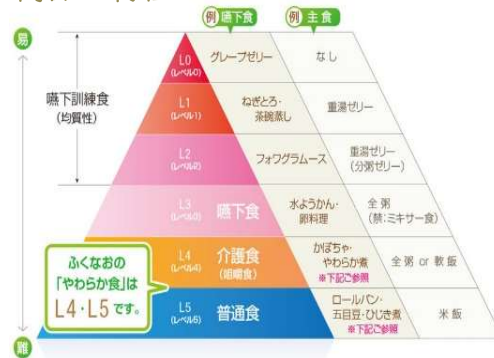 易
例 嚥下食
例 主食
L0
(レベル0)
グレープゼリー
なし
嚥下訓練食
(均質性)
L1
(レベル1)
ねぎとろ・
茶碗蒸し
重湯ゼリー
L2
(レベル2)
フォワグラムース
重湯ゼリー
(分粥ゼリー)
L3
嚥下食
水ようかん・
卵料理
全粥
(禁:ミキサー食)
L4
(レベル4)
介護食
(咀嚼食)
かぼちゃ・
やわらか煮
※下記ご参照
全粥 or 軟飯
ふくなおの
「やわらか食」は
L4・L5です。
L5
(レベル5)
普通食
ロールパン・
五目豆・ひじき煮
※下記ご参照
米飯
難